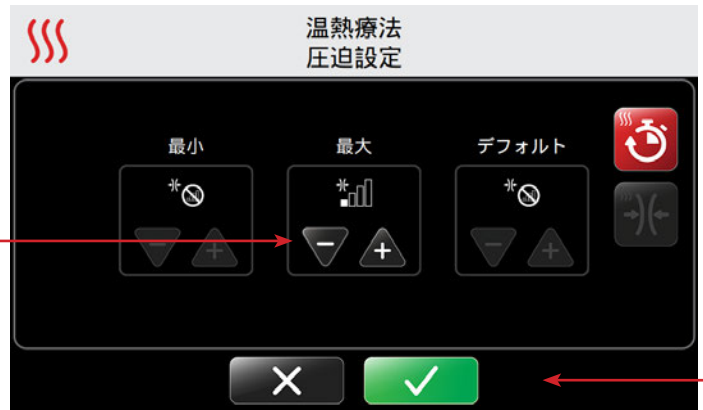 温熱療法
圧迫設定
最小
最大
デフォルト